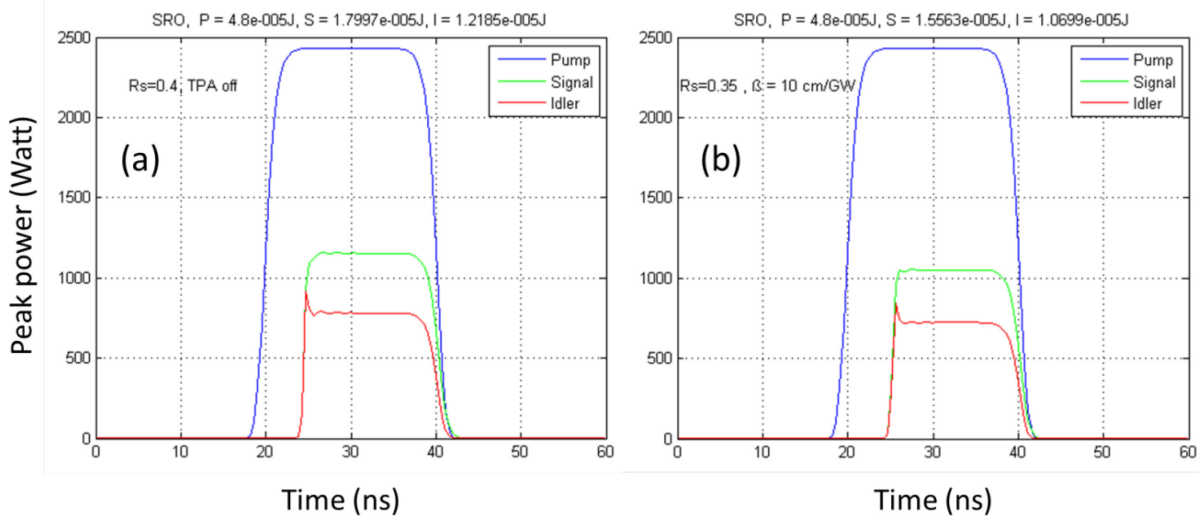 SRO, P = 4.8e-005J, S = 1.7997e-005J, I = 1.2185e-005J
2500
2000
1500
1000
500
0
Rs=0.4, TPA off
(a)
Pump
Signal
Idler
0 10 20 30 40 50 60
Time (ns)
Peak power (Watt)
SRO, P = 4.8e-005J, S = 1.5563e-005J, I = 1.0699e-005J
2500
2000
1500
1000
500
0
Rs=0.35 , ß = 10 cm/GW
(b)
Pump
Signal
Idler
0 10 20 30 40 50 60
Time (ns)